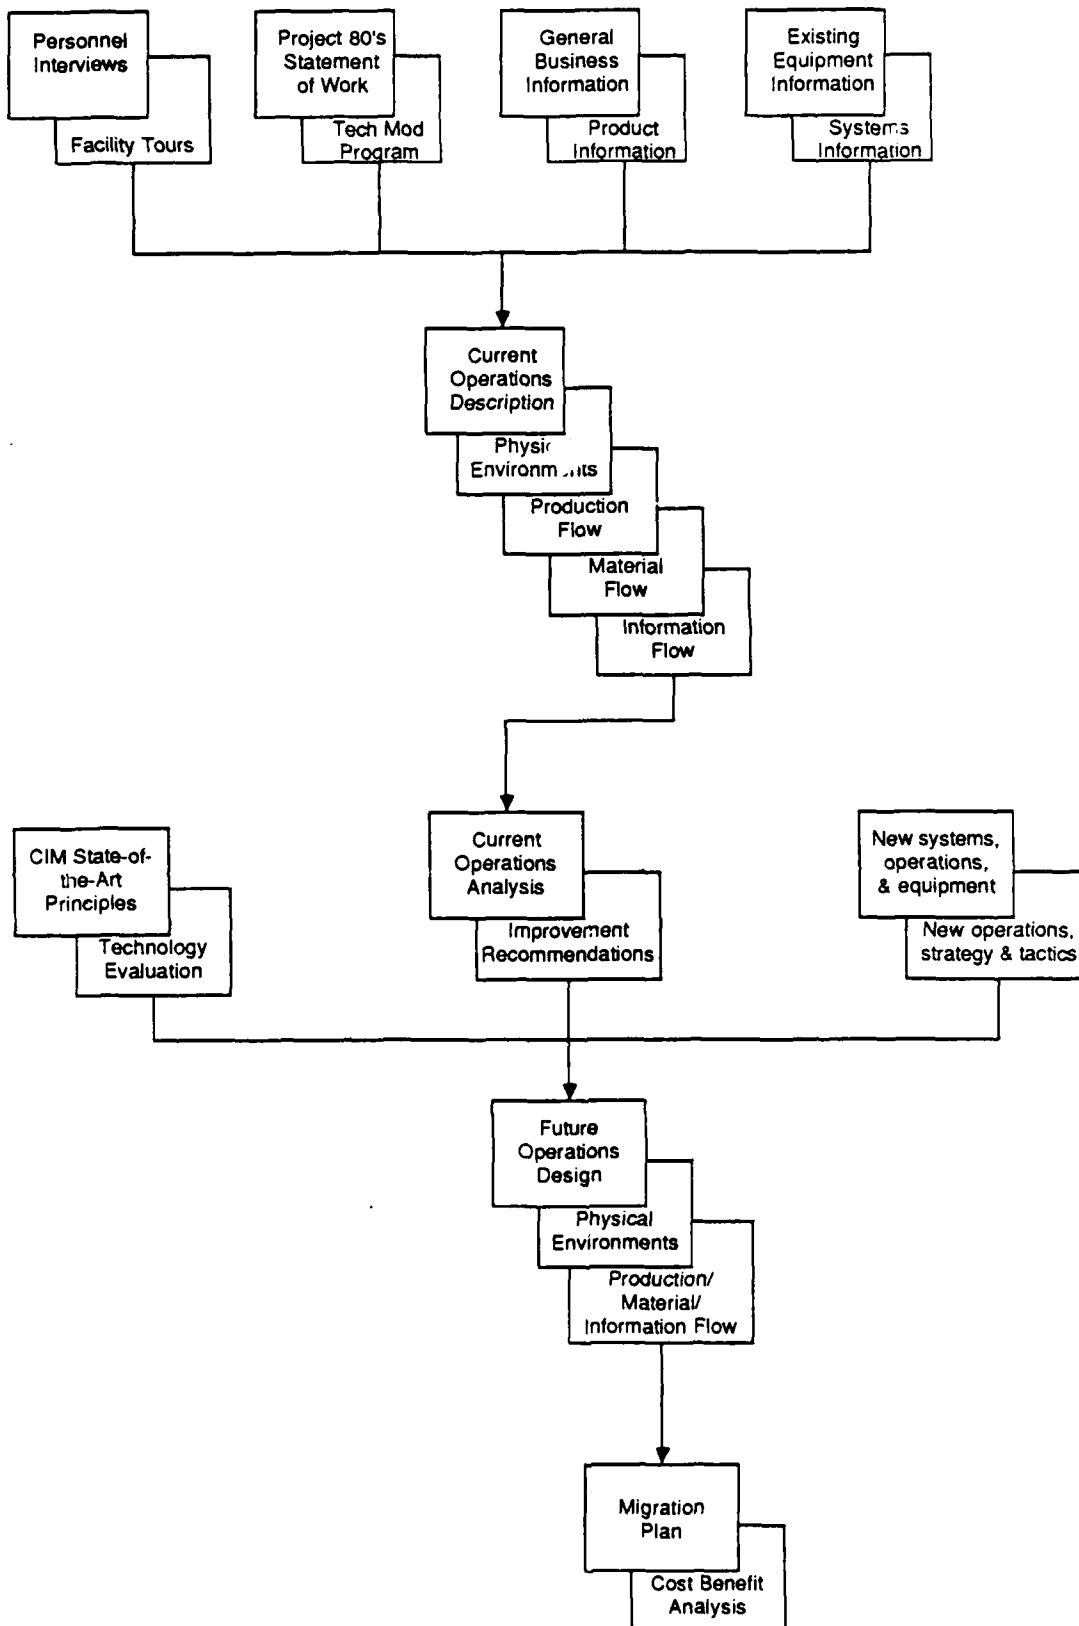 Personnel
Interviews
Facility Tours
Project 80's
Statement
of Work
Tech Mod
Program
General
Business
Information
Product
Information
Existing
Equipment
Information
Systems
Information
Current
Operations
Description
Environm
Production
Flow
Material
Flow
Information
Flow
CIM State-of-
the-Art
Principles
Technology
Evaluation
Current
Operations
Analysis
Improvement
Recommendations
New systems,
operations,
& equipment
New operations,
strategy & tactics
Future
Operations
Design
Physical
Environments
Production/
Material/
Information Flow
Migration
Plan
Cost Benefit
Analysis